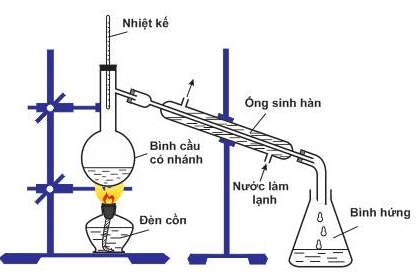 Nhiệt kế
Ống sinh hàn
Bình cầu
có nhánh
Nước làm
lạnh
Bình hứng
Đèn cồn